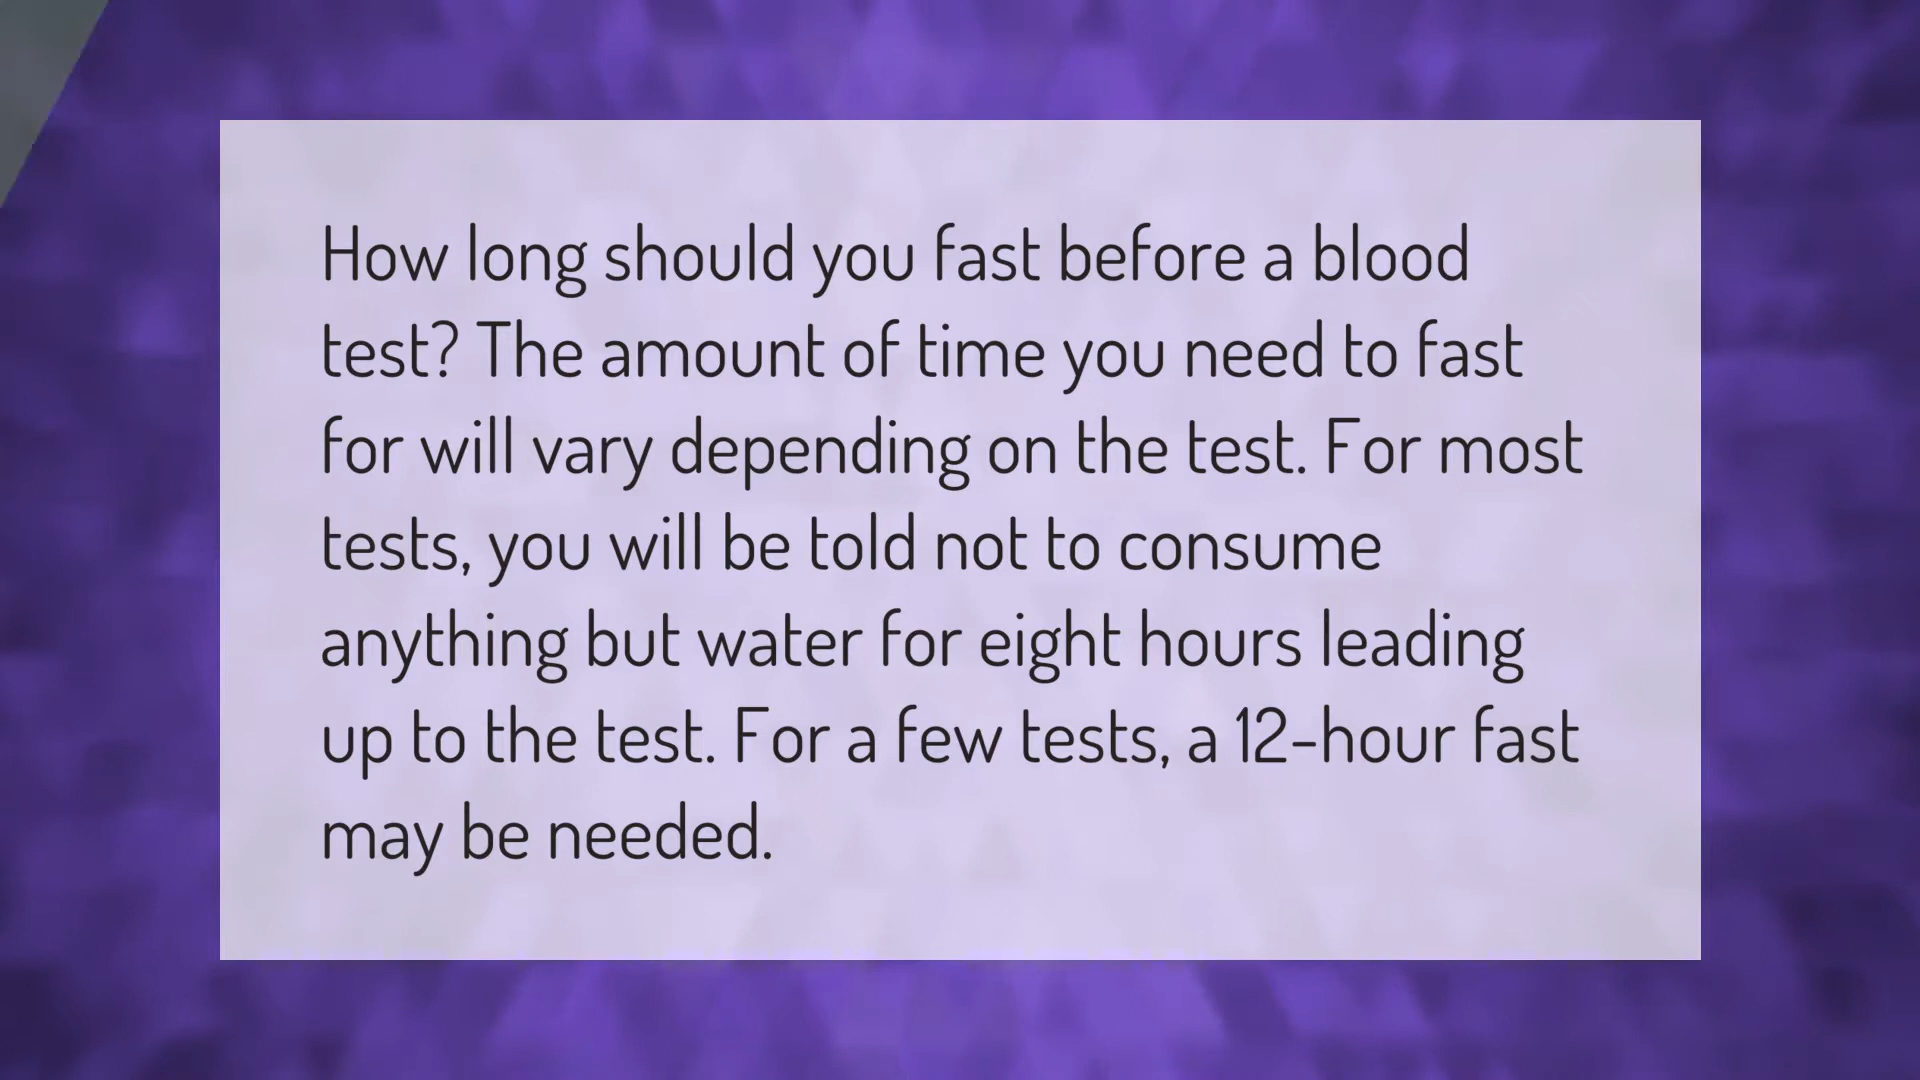 How long should you fast before a blood
test? The amount of time you need to fast
for will vary depending on the test. For most
tests, you will be told not to consume
anything but water for eight hours leading
up to the test. For a few tests, a 12-hour fast
may be needed.